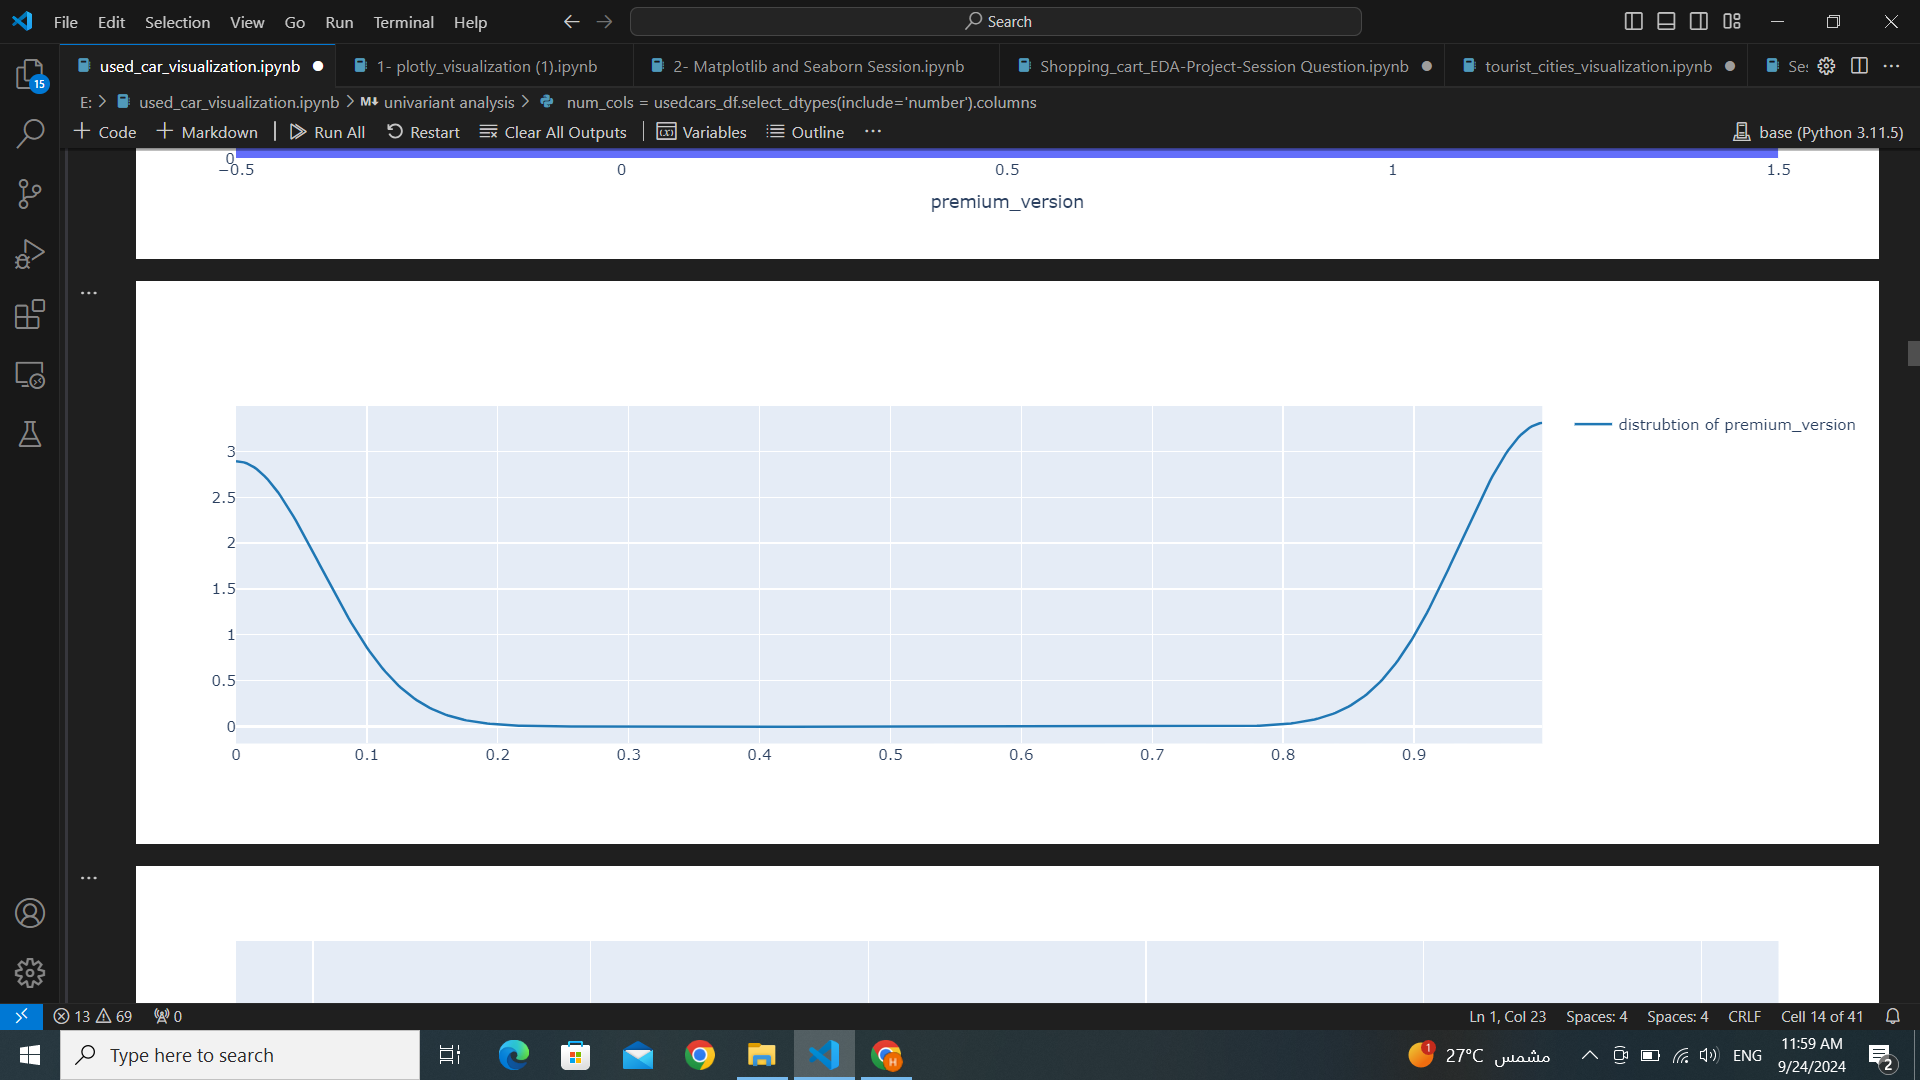 File Edit Selection View Go Run Terminal Help
Search
used_car_visualization.ipynb
1- plotly_visualization (1).ipynb
2- Matplotlib and Seaborn Session.ipynb
Shopping_cart_EDA-Project-Session Question.ipynb
tourist_cities_visualization.ipynb
E: > used_car_visualization.ipynb > M↓ univariant analysis > num_cols = usedcars_df.select_dtypes(include='number').columns
+ Code + Markdown | Run All Restart Clear All Outputs | Variables Outline ...
base (Python 3.11.5)
15
0
−0.5 0 0.5 1 1.5
premium_version
...
distrubtion of premium_version
3
2.5
2
1.5
1
0.5
0
0 0.1 0.2 0.3 0.4 0.5 0.6 0.7 0.8 0.9
...
13 69 0
Ln 1, Col 23 Spaces: 4 Spaces: 4 CRLF Cell 14 of 41
Type here to search
H
1
27°C مشمس
ENG
11:59 AM
9/24/2024
2